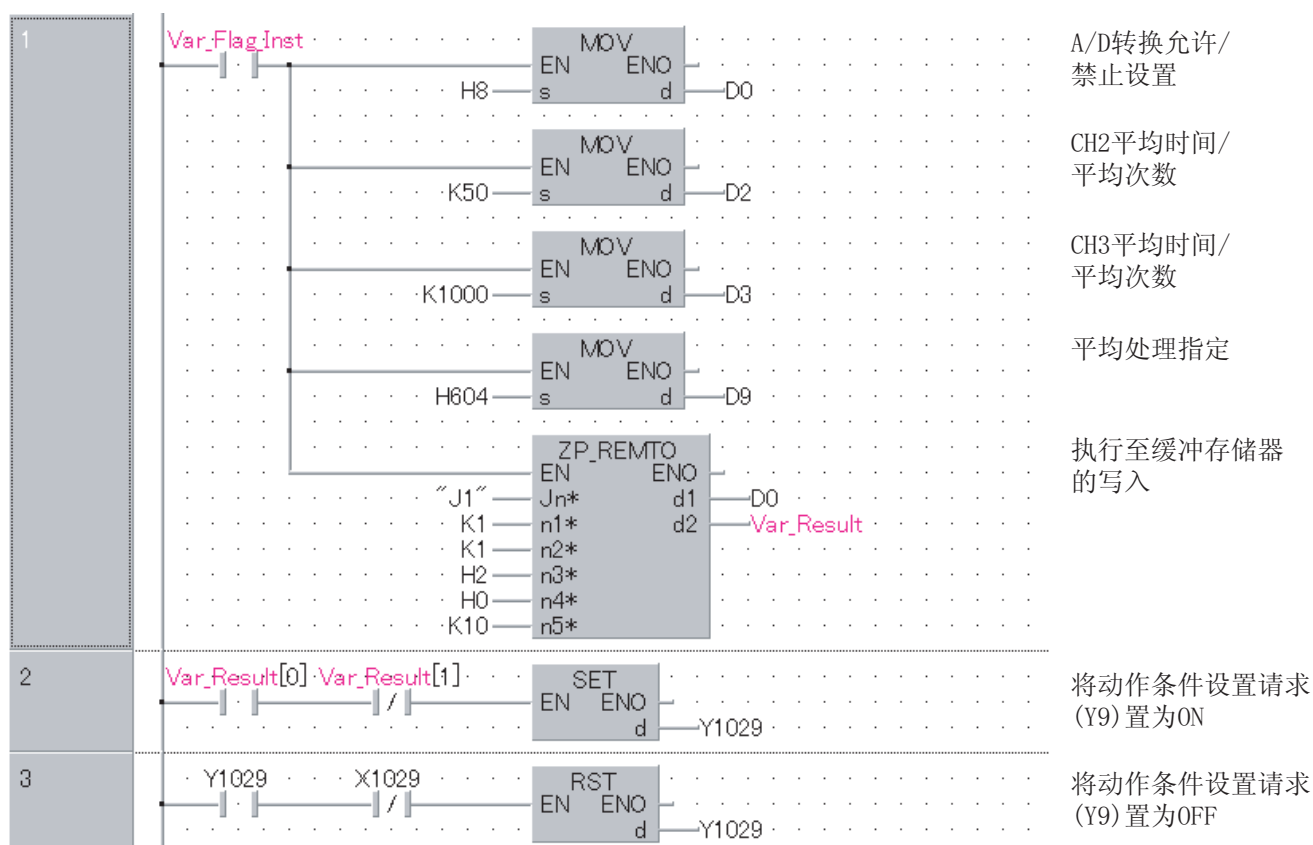 1
Var_Flag_Inst
MOV
EN ENO
H8 s d D0
A/D转换允许/
禁止设置
MOV
EN ENO
K50 s d D2
CH2平均时间/
平均次数
MOV
EN ENO
K1000 s d D3
CH3平均时间/
平均次数
MOV
EN ENO
H604 s d D9
平均处理指定
ZP_REMTO
EN ENO
"J1" Jn* d1 D0
K1 n1* d2 Var_Result
K1 n2*
H2 n3*
H0 n4*
K10 n5*
执行至缓冲存储器
的写入
2
Var_Result[0] Var_Result[1]
SET
EN ENO
d Y1029
将动作条件设置请求
(Y9)置为ON
3
Y1029 X1029
RST
EN ENO
d Y1029
将动作条件设置请求
(Y9)置为OFF